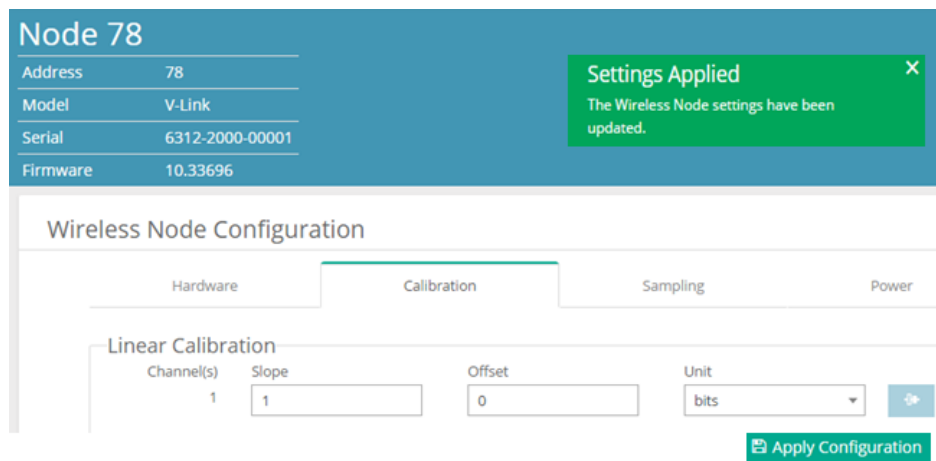 Node 78
Address 78
Model V-Link
Serial 6312-2000-00001
Firmware 10.33696
Settings Applied
The Wireless Node settings have been
updated.
Wireless Node Configuration
Hardware Calibration Sampling Power
Linear Calibration
Channel(s) Slope Offset Unit
1 1 0 bits
Apply Configuration